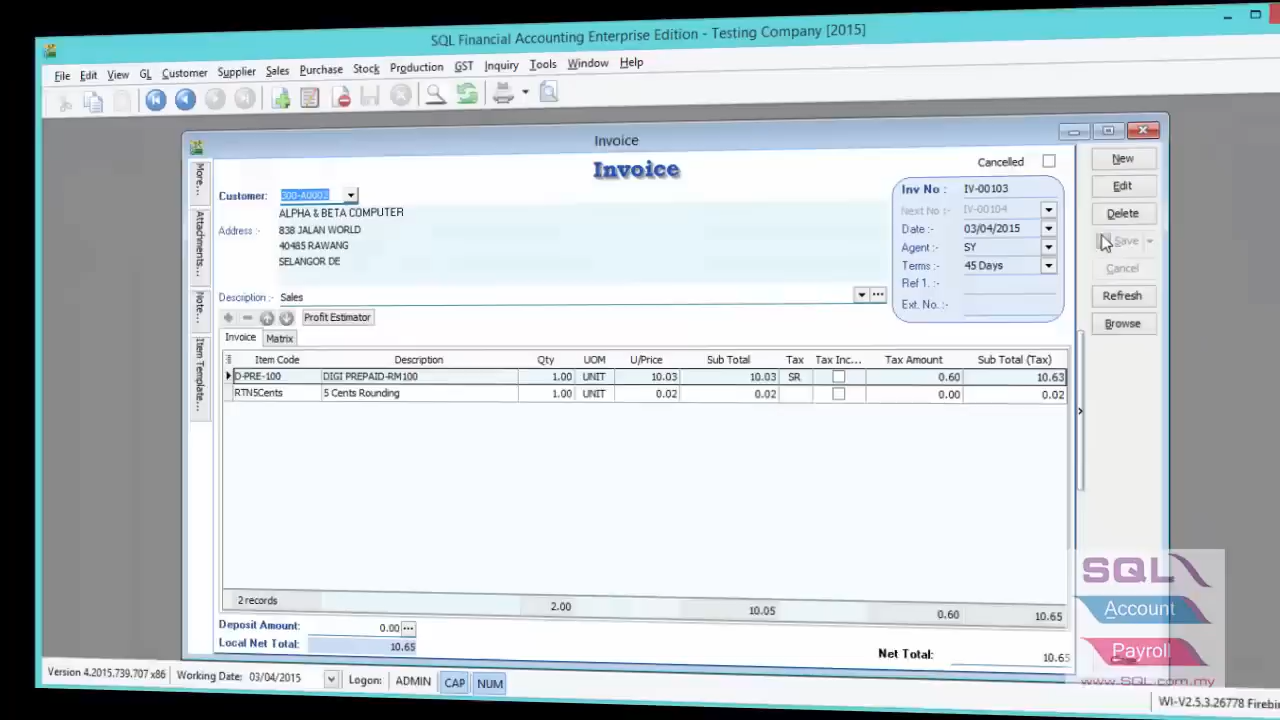 SQL Financial Accounting Enterprise Edition - Testing Company [2015]
File Edit View GL Customer Supplier Sales Purchase Stock Production GST Inquiry Tools Window Help
Invoice
Invoice
Cancelled
More...
Attachments...
Note...
Item Template...
Customer: 300-A0003
ALPHA & BETA COMPUTER
Address :- 838 JALAN WORLD
40485 RAWANG
SELANGOR DE
Description :- Sales
Inv No : IV-00103
Next No :- IV-00104
Date :- 03/04/2015
Agent :- SY
Terms :- 45 Days
Ref 1. :-
Ext. No. :-
New
Edit
Delete
Save
Cancel
Refresh
Browse
Profit Estimator
Invoice Matrix
Item Code Description Qty UOM U/Price Sub Total Tax Tax Inc... Tax Amount Sub Total (Tax)
D-PRE-100 DIGI PREPAID-RM100 1.00 UNIT 10.03 10.03 SR 0.60 10.63
RTN5Cents 5 Cents Rounding 1.00 UNIT 0.02 0.02 0.00 0.02
2 records 2.00 10.05 0.60 10.65
Deposit Amount: 0.00
Local Net Total: 10.65
Net Total: 10.65
SQL
Account
Payroll
www.SQL.com.my
Version 4.2015.739.707 x86 Working Date: 03/04/2015 Logon: ADMIN CAP NUM
WI-V2.5.3.26778 Firebir